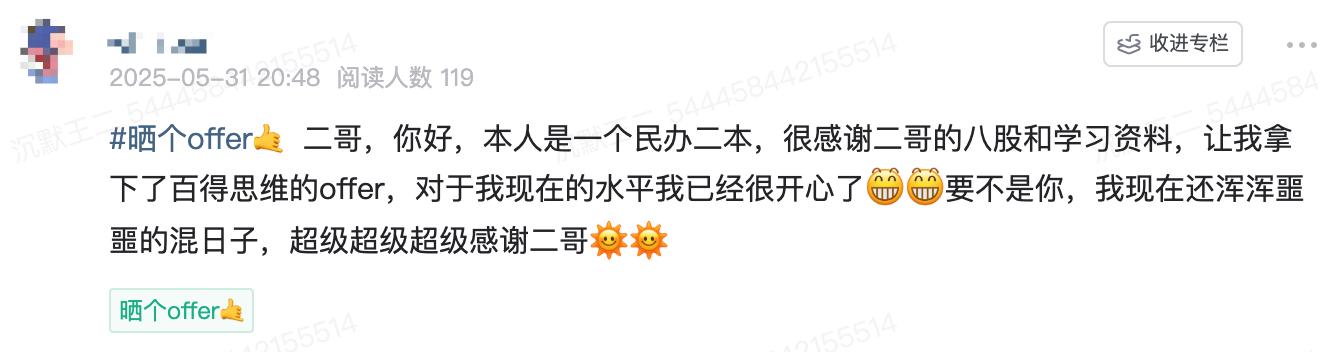 收进专栏
2025-05-31 20:48 阅读人数 119
#晒个offer🤙 二哥，你好，本人是一个民办二本，很感谢二哥的八股和学习资料，让我拿
下了百得思维的offer，对于我现在的水平我已经很开心了😁😁要不是你，我现在还浑浑噩
噩的混日子，超级超级超级感谢二哥🌞🌞
晒个offer🤙
沉默王二 544458442155514